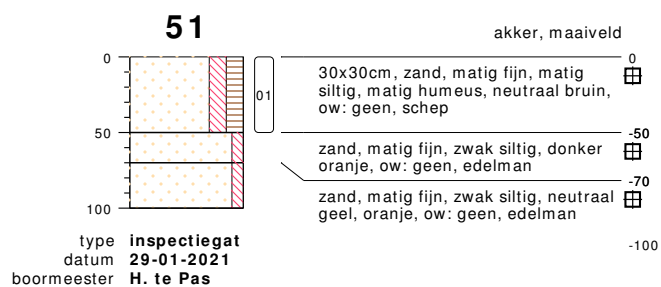 51
akker, maaiveld
0
0
30x30cm, zand, matig fijn, matig
siltig, matig humeus, neutraal bruin,
ow: geen, schep
01
50
-50
zand, matig fijn, zwak siltig, donker
oranje, ow: geen, edelman
-70
zand, matig fijn, zwak siltig, neutraal
geel, oranje, ow: geen, edelman
100
-100
type inspectiegat
datum 29-01-2021
boormeester H. te Pas